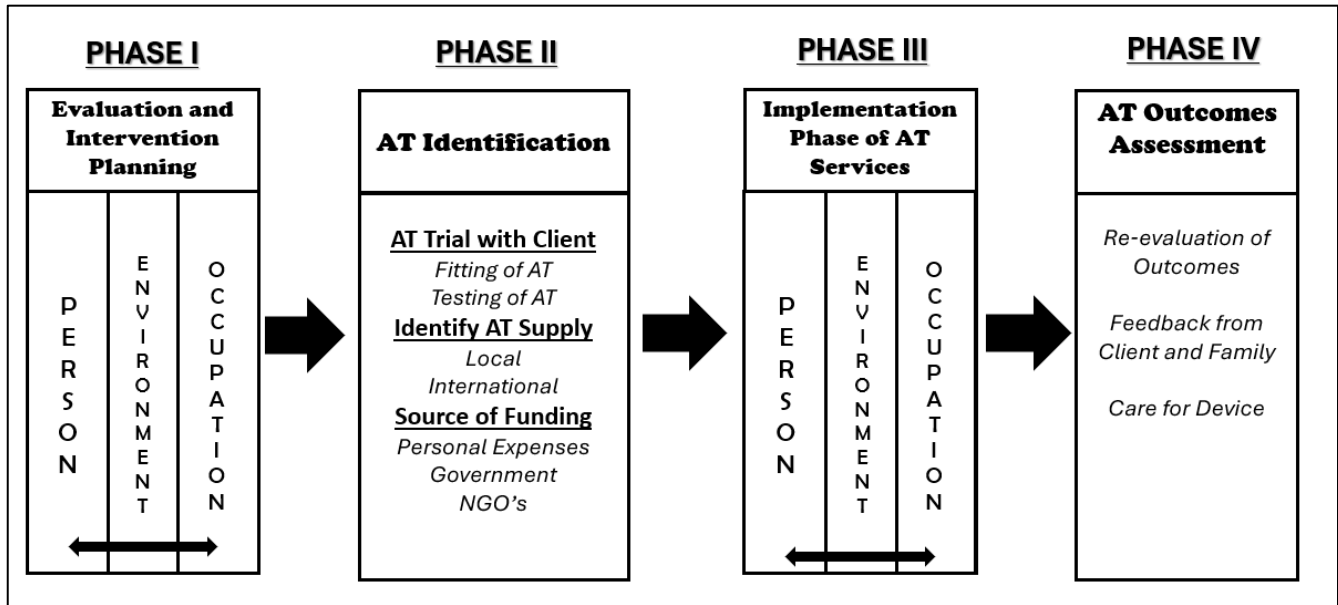 PHASE I
Evaluation and
Intervention
Planning
PERSON
ENVIRONMENT
OCCUPATION
PHASE II
AT Identification
AT Trial with Client
Fitting of AT
Testing of AT
Identify AT Supply
Local
International
Source of Funding
Personal Expenses
Government
NGO's
PHASE III
Implementation
Phase of AT
Services
PERSON
ENVIRONMENT
OCCUPATION
PHASE IV
AT Outcomes
Assessment
Re-evaluation of
Outcomes
Feedback from
Client and Family
Care for Device